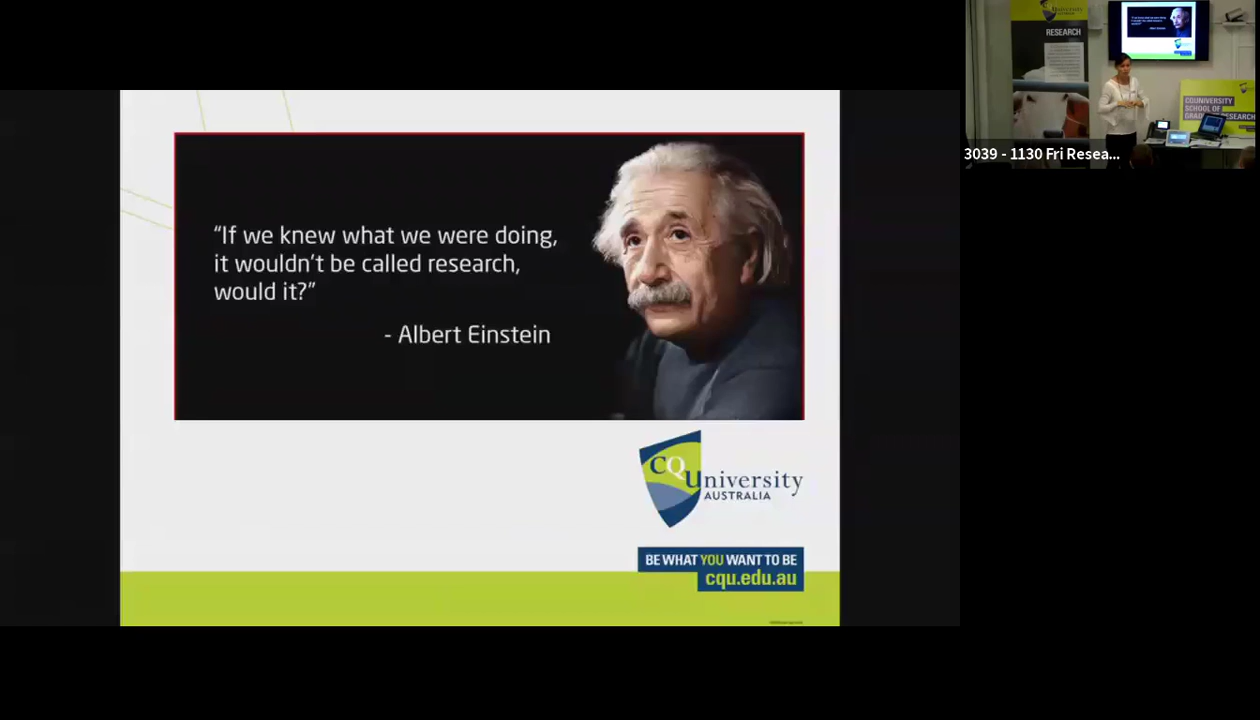 “If we knew what we were doing,
it wouldn’t be called research,
would it?”
- Albert Einstein
CQUniversity
AUSTRALIA
BE WHAT YOU WANT TO BE
cqu.edu.au
University
RESEARCH
CQUNIVERSITY
SCHOOL OF
GRADUATE RESEARCH
3039 - 1130 Fri Resea...